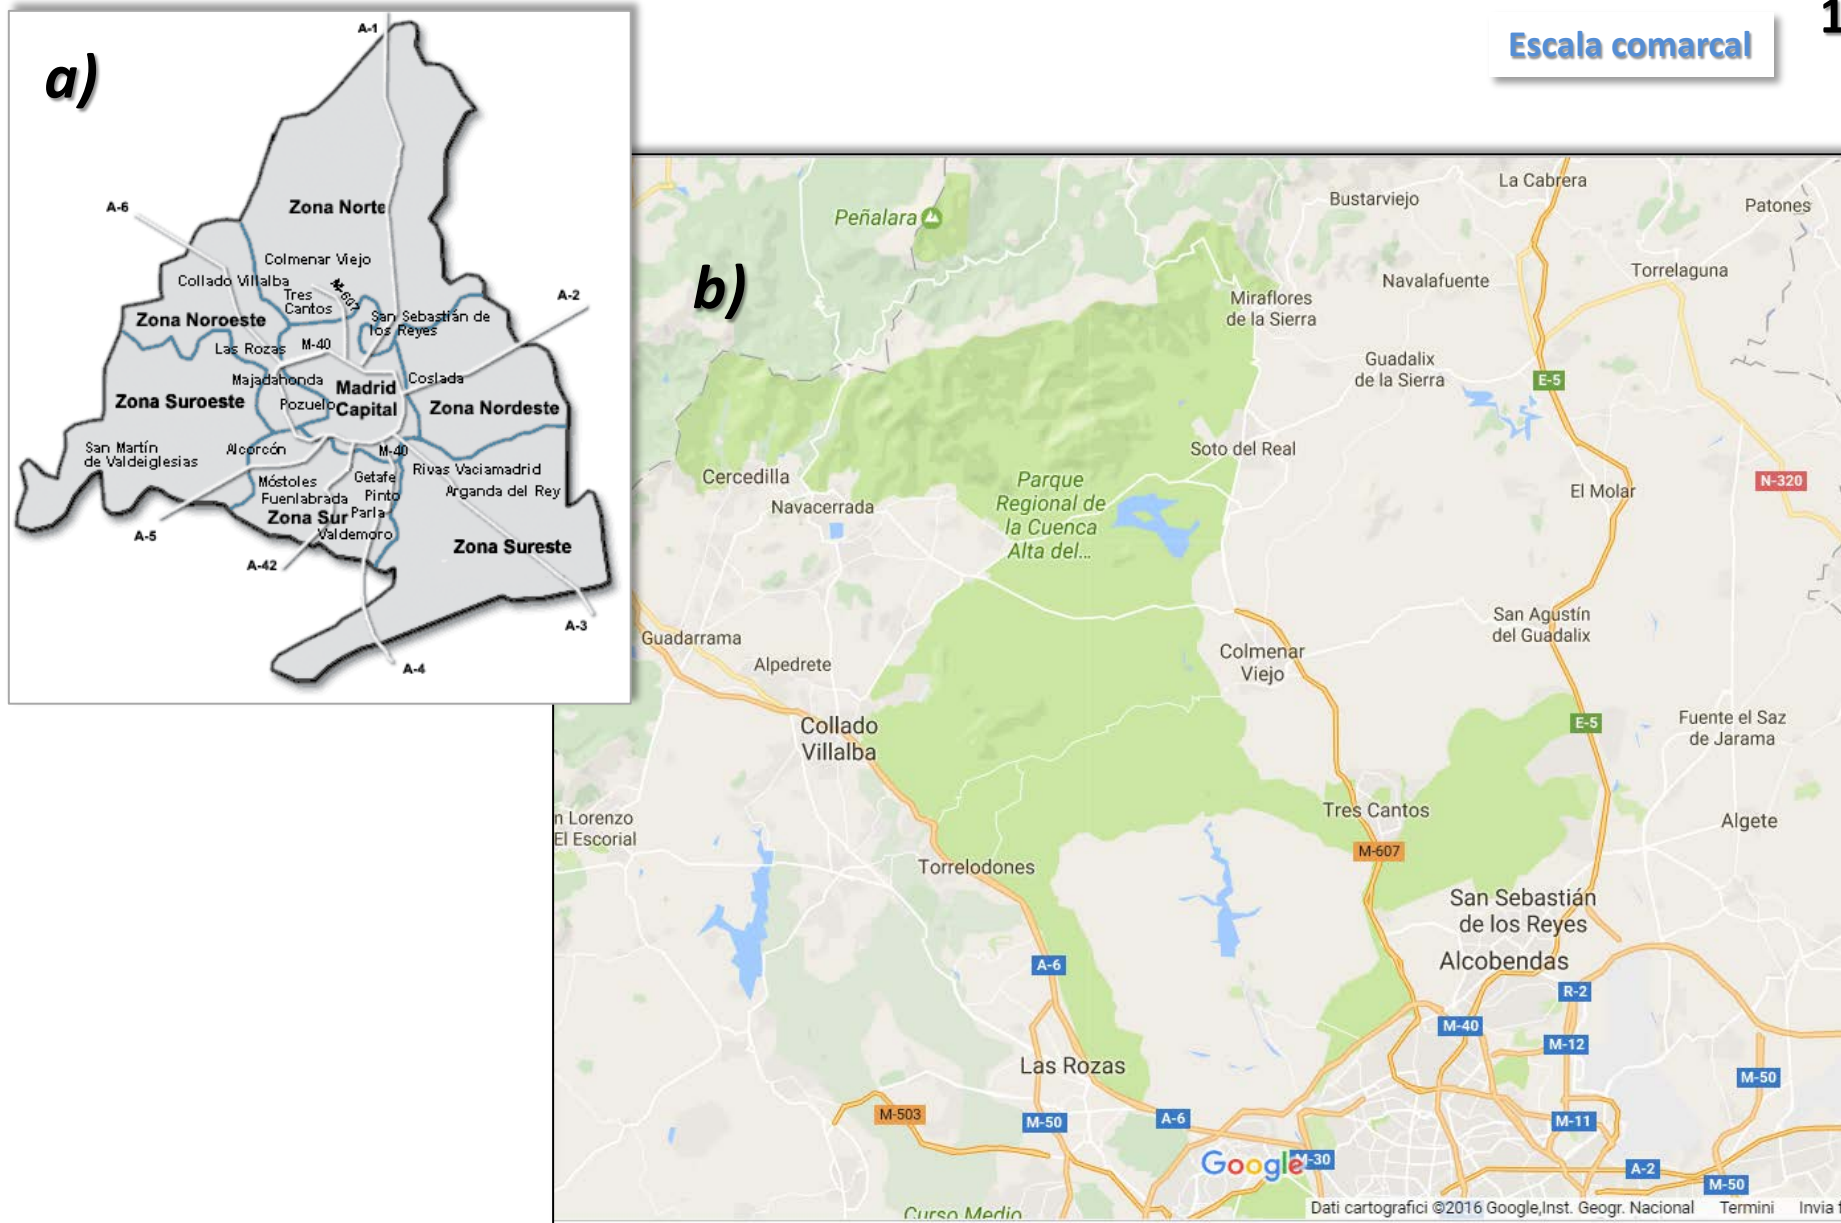 Escala comarcal
1
a)
A-1
A-6
Zona Norte
Colmenar Viejo
Collado Villalba
Tres
Cantos
M-607
A-2
San Sebastián de
los Reyes
Zona Noroeste
Las Rozas
M-40
Majadahonda
Madrid
Capital
Coslada
Zona Suroeste
Pozuelo
Zona Nordeste
San Martín
de Valdeiglesias
Alcorcón
M-40
Rivas Vaciamadrid
Móstoles
Getafe
Fuenlabrada
Pinto
Arganda del Rey
Zona Sur
Parla
Valdemoro
A-5
Zona Sureste
A-42
A-3
A-4
b)
Peñalara
Bustarviejo
La Cabrera
Patones
Navalafuente
Torrelaguna
Miraflores
de la Sierra
Guadalix
de la Sierra
E-5
Soto del Real
Cercedilla
Navacerrada
Parque
Regional de
la Cuenca
Alta del...
El Molar
N-320
San Agustín
del Guadalix
Guadarrama
Alpedrete
Colmenar
Viejo
Collado
Villalba
E-5
Fuente el Saz
de Jarama
n Lorenzo
El Escorial
Tres Cantos
Algete
M-607
Torrelodones
San Sebastián
de los Reyes
Alcobendas
A-6
R-2
M-40
M-12
Las Rozas
M-50
M-503
M-50
A-6
M-11
Google
M-30
A-2
M-50
Curso Medio
Dati cartografici ©2016 Google,Inst. Geogr. Nacional
Termini
Invia f